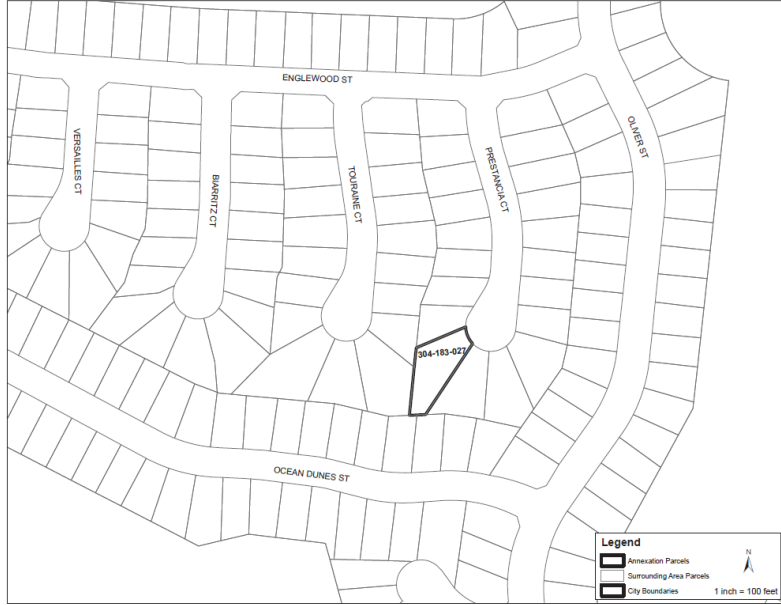 ENGLEWOOD ST
OLIVER ST
VERSAILLES CT
BIARRITZ CT
TOURAINE CT
PRESTANCIA CT
304-183-027
OCEAN DUNES ST
Legend
Annexation Parcels
Surrounding Area Parcels
City Boundaries
N
1 inch = 100 feet